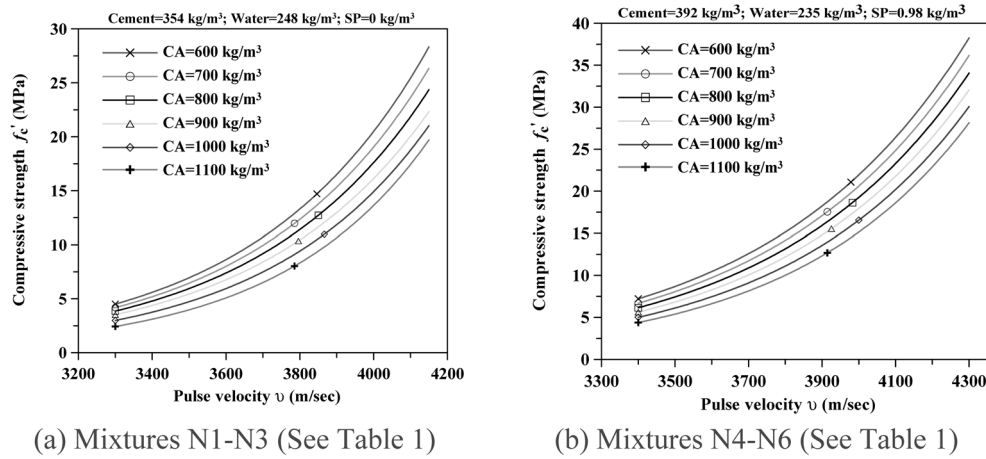 Cement=354 kg/m³; Water=248 kg/m³; SP=0 kg/m³
30
25
20
15
10
5
0
Compressive strength fc' (MPa)
CA=600 kg/m³
CA=700 kg/m³
CA=800 kg/m³
CA=900 kg/m³
CA=1000 kg/m³
CA=1100 kg/m³
3200 3400 3600 3800 4000 4200
Pulse velocity υ (m/sec)
(a) Mixtures N1-N3 (See Table 1)
Cement=392 kg/m³; Water=235 kg/m³; SP=0.98 kg/m³
40
35
30
25
20
15
10
5
0
Compressive strength fc' (MPa)
CA=600 kg/m³
CA=700 kg/m³
CA=800 kg/m³
CA=900 kg/m³
CA=1000 kg/m³
CA=1100 kg/m³
3300 3500 3700 3900 4100 4300
Pulse velocity υ (m/sec)
(b) Mixtures N4-N6 (See Table 1)